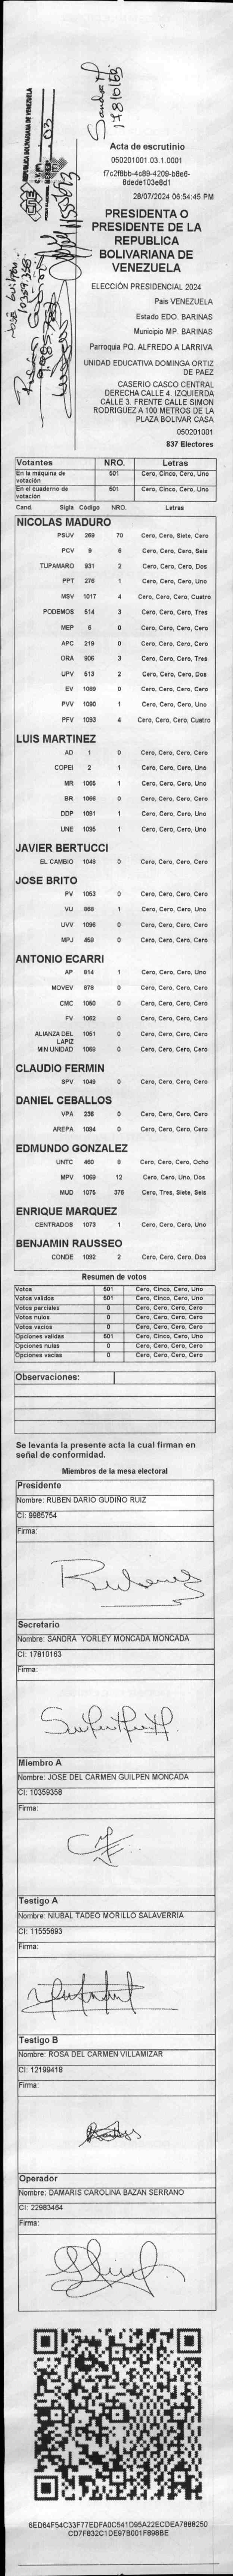 REPUBLICA BOLIVARIANA DE VENEZUELA
CNE
03
Sandra M
17810163
Acta de escrutinio
050201001.03.1.0001
f7c2f8bb-4c89-4209-b8e6-
8dede103e8d1
28/07/2024 06:54:45 PM
PRESIDENTA O
PRESIDENTE DE LA
REPUBLICA
BOLIVARIANA DE
VENEZUELA
ELECCIÓN PRESIDENCIAL 2024
Pais VENEZUELA
Estado EDO. BARINAS
Municipio MP. BARINAS
Parroquia PQ. ALFREDO A LARRIVA
UNIDAD EDUCATIVA DOMINGA ORTIZ
DE PAEZ
CASERIO CASCO CENTRAL
DERECHA CALLE 4. IZQUIERDA
CALLE 3. FRENTE CALLE SIMON
RODRIGUEZ A 100 METROS DE LA
PLAZA BOLIVAR CASA
050201001
837 Electores
Votantes NRO. Letras
En la máquina de votación 501 Cero, Cinco, Cero, Uno
En el cuaderno de votación 501 Cero, Cinco, Cero, Uno
Cand. Sigla Código NRO. Letras
NICOLAS MADURO
PSUV 269 70 Cero, Cero, Siete, Cero
PCV 9 6 Cero, Cero, Cero, Seis
TUPAMARO 931 2 Cero, Cero, Cero, Dos
PPT 276 1 Cero, Cero, Cero, Uno
MSV 1017 4 Cero, Cero, Cero, Cuatro
PODEMOS 514 3 Cero, Cero, Cero, Tres
MEP 6 0 Cero, Cero, Cero, Cero
APC 219 0 Cero, Cero, Cero, Cero
ORA 906 3 Cero, Cero, Cero, Tres
UPV 513 2 Cero, Cero, Cero, Dos
EV 1089 0 Cero, Cero, Cero, Cero
PVV 1090 1 Cero, Cero, Cero, Uno
PFV 1093 4 Cero, Cero, Cero, Cuatro
LUIS MARTINEZ
AD 1 0 Cero, Cero, Cero, Cero
COPEI 2 1 Cero, Cero, Cero, Uno
MR 1065 1 Cero, Cero, Cero, Uno
BR 1066 0 Cero, Cero, Cero, Cero
DDP 1091 1 Cero, Cero, Cero, Uno
UNE 1095 1 Cero, Cero, Cero, Uno
JAVIER BERTUCCI
EL CAMBIO 1048 0 Cero, Cero, Cero, Cero
JOSE BRITO
PV 1053 0 Cero, Cero, Cero, Cero
VU 868 1 Cero, Cero, Cero, Uno
UVV 1096 0 Cero, Cero, Cero, Cero
MPJ 458 0 Cero, Cero, Cero, Cero
ANTONIO ECARRI
AP 814 1 Cero, Cero, Cero, Uno
MOVEV 878 0 Cero, Cero, Cero, Cero
CMC 1050 0 Cero, Cero, Cero, Cero
FV 1062 0 Cero, Cero, Cero, Cero
ALIANZA DEL LAPIZ 1051 0 Cero, Cero, Cero, Cero
MIN UNIDAD 1068 0 Cero, Cero, Cero, Cero
CLAUDIO FERMIN
SPV 1049 0 Cero, Cero, Cero, Cero
DANIEL CEBALLOS
VPA 236 0 Cero, Cero, Cero, Cero
AREPA 1094 0 Cero, Cero, Cero, Cero
EDMUNDO GONZALEZ
UNTC 460 8 Cero, Cero, Cero, Ocho
MPV 1069 12 Cero, Cero, Uno, Dos
MUD 1075 376 Cero, Tres, Siete, Seis
ENRIQUE MARQUEZ
CENTRADOS 1073 1 Cero, Cero, Cero, Uno
BENJAMIN RAUSSEO
CONDE 1092 2 Cero, Cero, Cero, Dos
Resumen de votos
Votos 501 Cero, Cinco, Cero, Uno
Votos validos 501 Cero, Cinco, Cero, Uno
Votos parciales 0 Cero, Cero, Cero, Cero
Votos nulos 0 Cero, Cero, Cero, Cero
Votos vacios 0 Cero, Cero, Cero, Cero
Opciones validas 501 Cero, Cinco, Cero, Uno
Opciones nulas 0 Cero, Cero, Cero, Cero
Opciones vacias 0 Cero, Cero, Cero, Cero
Observaciones:
Se levanta la presente acta la cual firman en
señal de conformidad.
Miembros de la mesa electoral
Presidente
Nombre: RUBEN DARIO GUDIÑO RUIZ
CI: 9985754
Firma:
Secretario
Nombre: SANDRA YORLEY MONCADA MONCADA
CI: 17810163
Firma:
Miembro A
Nombre: JOSE DEL CARMEN GUILPEN MONCADA
CI: 10359358
Firma:
Testigo A
Nombre: NIUBAL TADEO MORILLO SALAVERRIA
CI: 11555693
Firma:
Testigo B
Nombre: ROSA DEL CARMEN VILLAMIZAR
CI: 12199418
Firma:
Operador
Nombre: DAMARIS CAROLINA BAZAN SERRANO
CI: 22983464
Firma:
6ED64F54C33F77EDFA0C541D95A22ECDEA7888250
CD7F832C1DE97B001F898BE